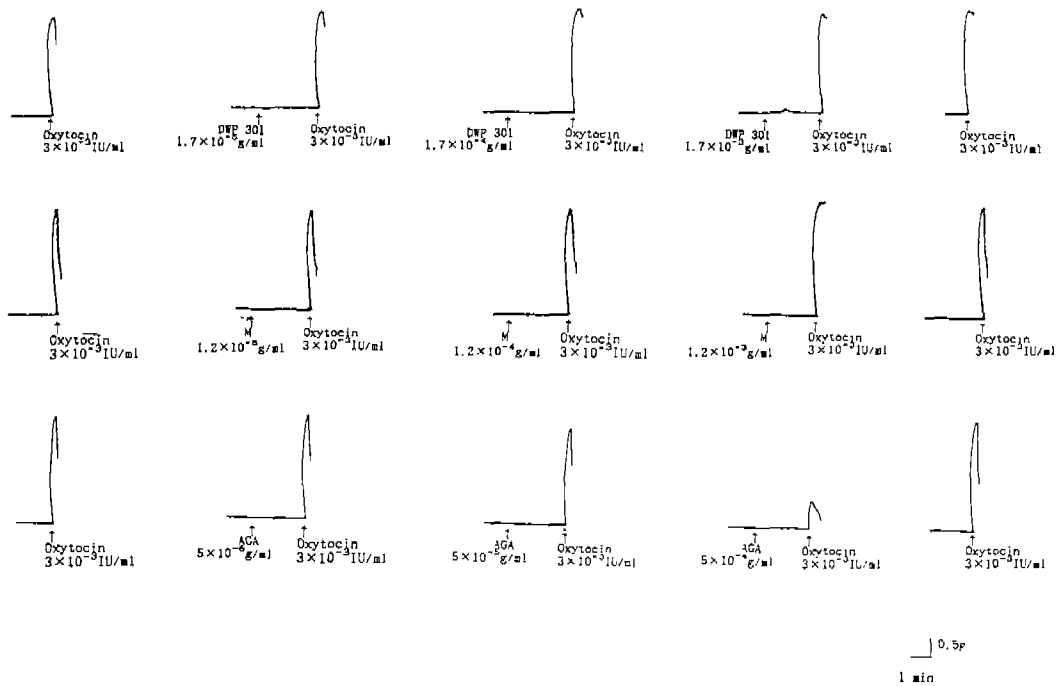 Oxytocin
3×10⁻³IU/ml
DWP 301
1.7×10⁻⁵g/ml
Oxytocin
3×10⁻³IU/ml
DWP 301
1.7×10⁻⁴g/ml
Oxytocin
3×10⁻³IU/ml
DWP 301
1.7×10⁻³g/ml
Oxytocin
3×10⁻³IU/ml
Oxytocin
3×10⁻³IU/ml
Oxytocin
3×10⁻³IU/ml
M
1.2×10⁻⁵g/ml
Oxytocin
3×10⁻³IU/ml
M
1.2×10⁻⁴g/ml
Oxytocin
3×10⁻³IU/ml
M
1.2×10⁻³g/ml
Oxytocin
3×10⁻³IU/ml
Oxytocin
3×10⁻³IU/ml
Oxytocin
3×10⁻³IU/ml
AGA
5×10⁻⁶g/ml
Oxytocin
3×10⁻³IU/ml
AGA
5×10⁻⁵g/ml
Oxytocin
3×10⁻³IU/ml
AGA
5×10⁻⁴g/ml
Oxytocin
3×10⁻³IU/ml
Oxytocin
3×10⁻³IU/ml
0.5g
1 min